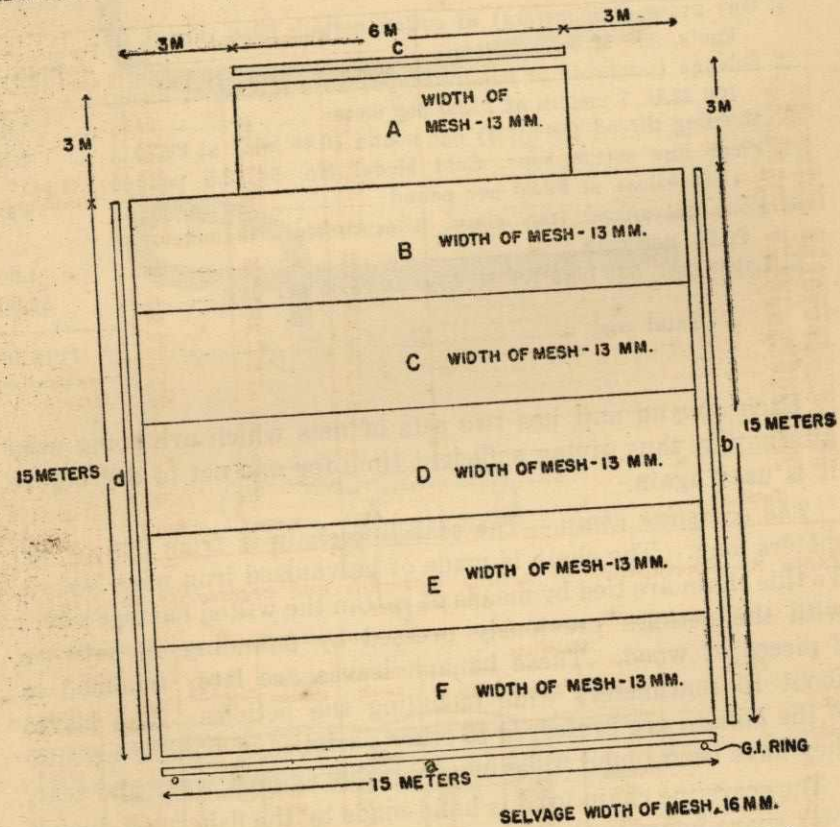 3M 6M 3M
C
WIDTH OF
A MESH-13 MM.
3M
3M
B WIDTH OF MESH-13 MM.
C WIDTH OF MESH-13 MM.
15 METERS
b
15 METERS
d
D WIDTH OF MESH-13 MM.
E WIDTH OF MESH-13 MM.
F WIDTH OF MESH-13 MM.
G.I. RING
a
15 METERS
SELVAGE WIDTH OF MESH, 16 MM.